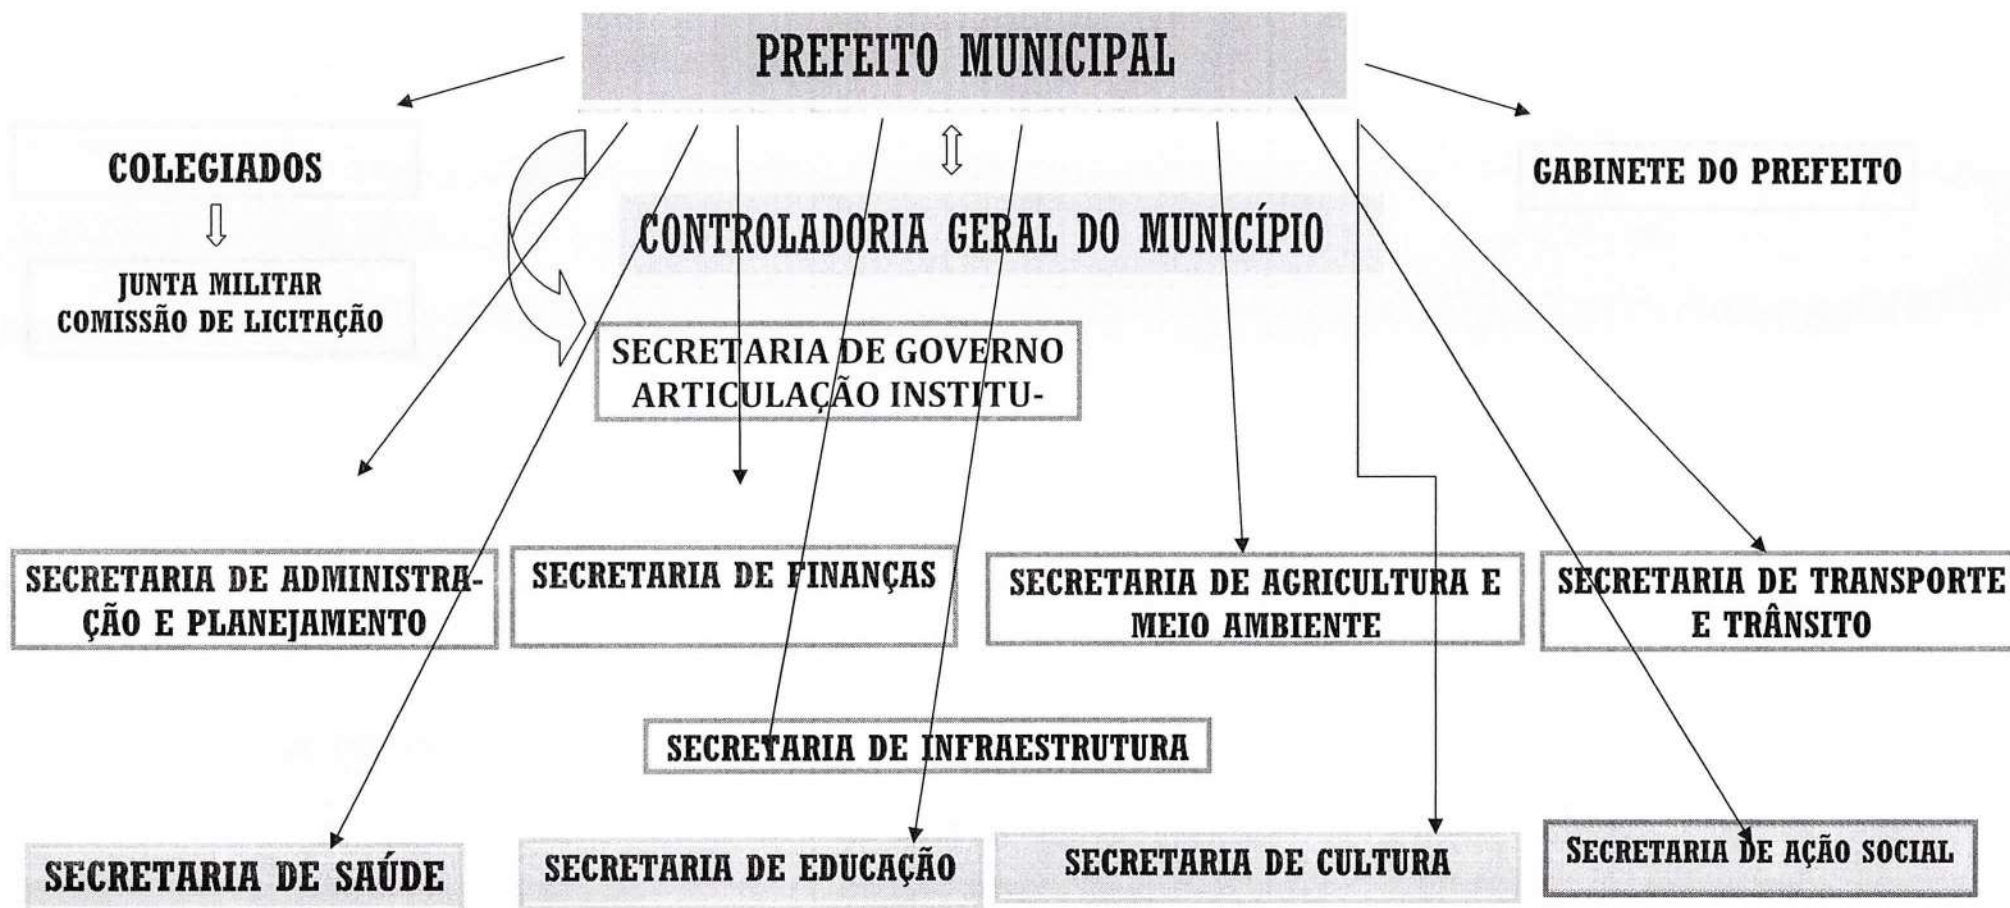 PREFEITO MUNICIPAL
COLEGIADOS
GABINETE DO PREFEITO
CONTROLADORIA GERAL DO MUNICÍPIO
JUNTA MILITAR
COMISSÃO DE LICITAÇÃO
SECRETARIA DE GOVERNO
ARTICULAÇÃO INSTITU-
SECRETARIA DE ADMINISTRA-
ÇÃO E PLANEJAMENTO
SECRETARIA DE FINANÇAS
SECRETARIA DE AGRICULTURA E
MEIO AMBIENTE
SECRETARIA DE TRANSPORTE
E TRÂNSITO
SECRETARIA DE INFRAESTRUTURA
SECRETARIA DE SAÚDE
SECRETARIA DE EDUCAÇÃO
SECRETARIA DE CULTURA
SECRETARIA DE AÇÃO SOCIAL